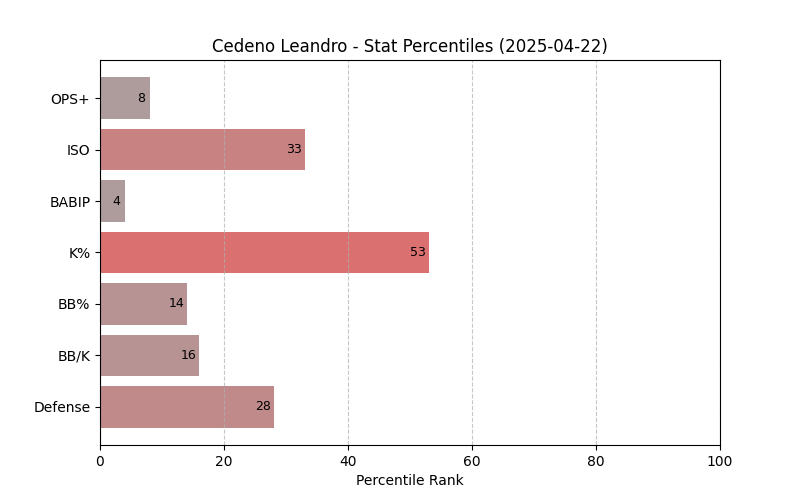 Cedeno Leandro - Stat Percentiles (2025-04-22)
OPS+ 8
ISO 33
BABIP 4
K% 53
BB% 14
BB/K 16
Defense 28
0 20 40 60 80 100
Percentile Rank